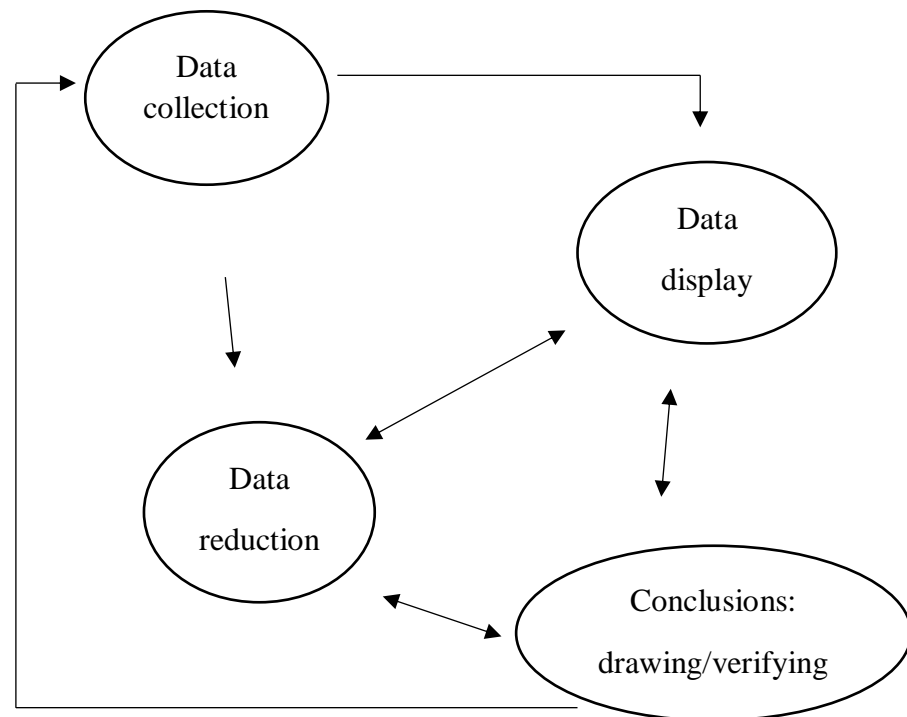 Data
collection
Data
display
Data
reduction
Conclusions:
drawing/verifying